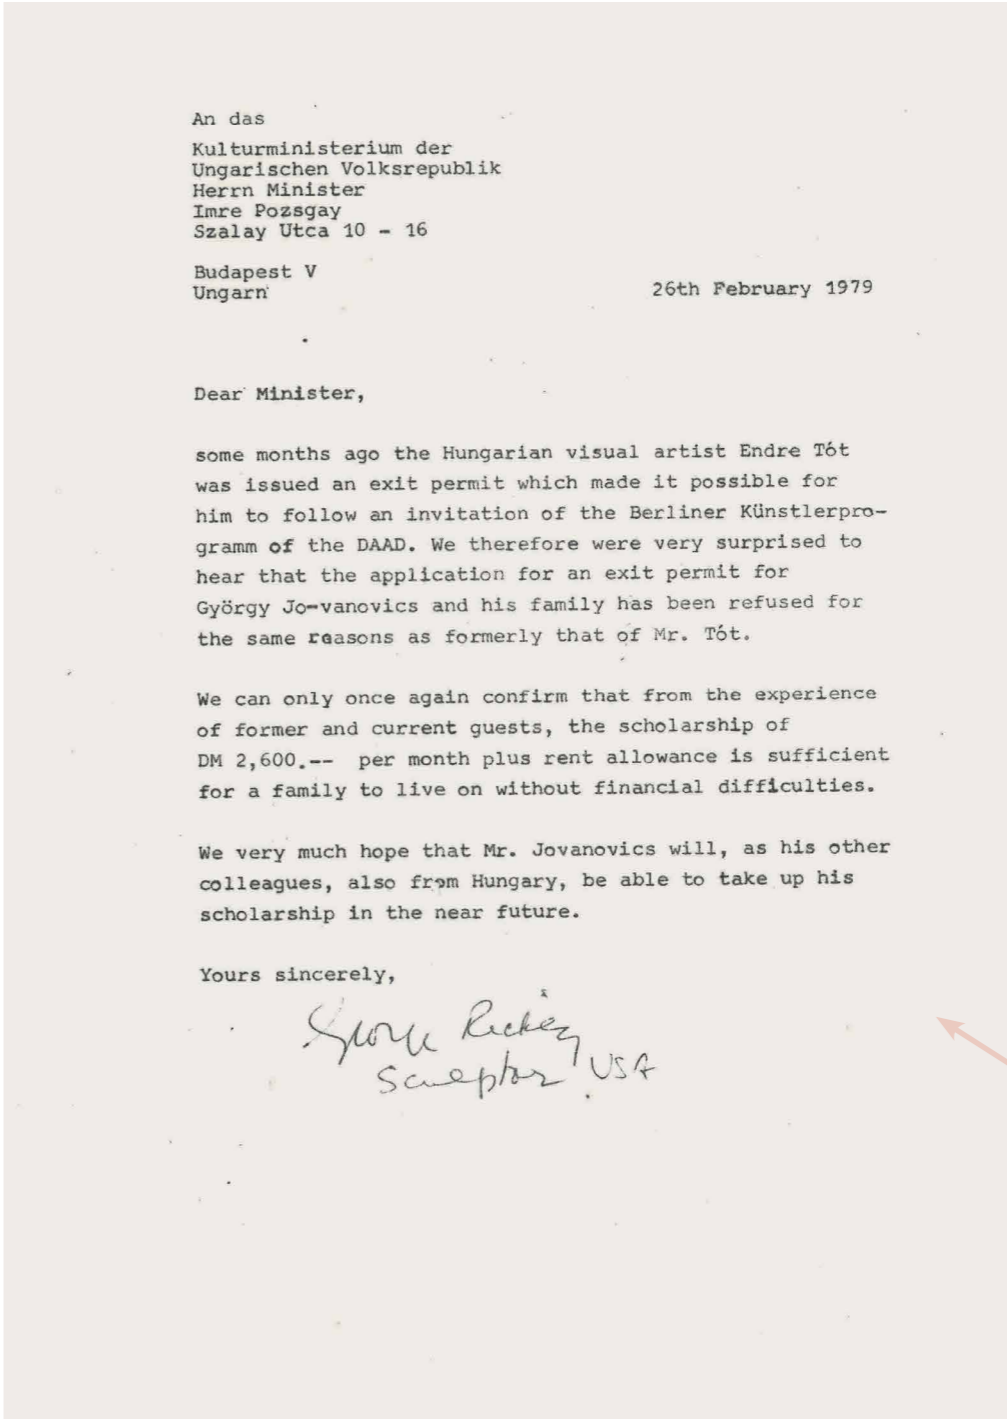 An das
Kulturministerium der
Ungarischen Volksrepublik
Herrn Minister
Imre Pozsgay
Szalay Utca 10 - 16
Budapest V
Ungarn
26th February 1979
Dear Minister,
some months ago the Hungarian visual artist Endre Tót
was issued an exit permit which made it possible for
him to follow an invitation of the Berliner Künstlerpro-
gramm of the DAAD. We therefore were very surprised to
hear that the application for an exit permit for
György Jo-vanovics and his family has been refused for
the same reasons as formerly that of Mr. Tót.
We can only once again confirm that from the experience
of former and current guests, the scholarship of
DM 2,600.-- per month plus rent allowance is sufficient
for a family to live on without financial difficulties.
We very much hope that Mr. Jovanovics will, as his other
colleagues, also from Hungary, be able to take up his
scholarship in the near future.
Yours sincerely,
George Rickey
Sculptor USA